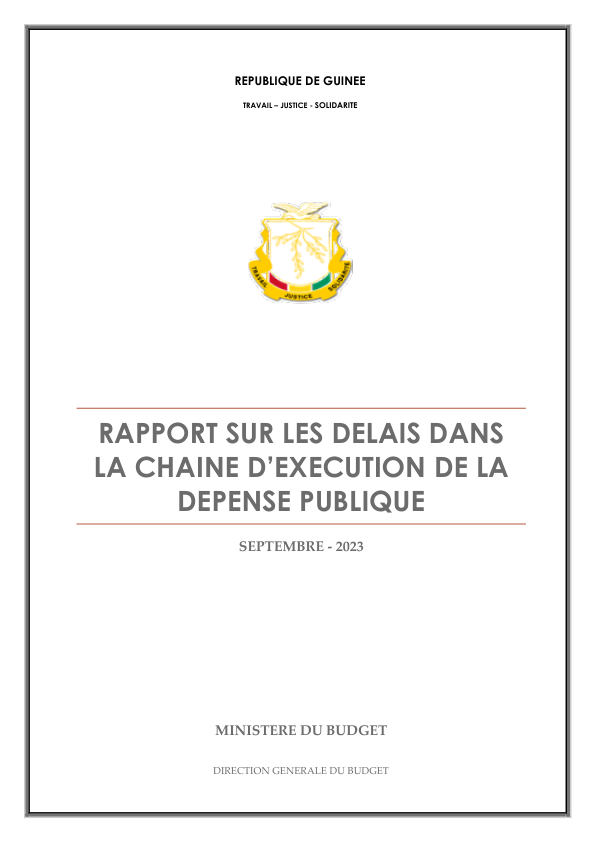 REPUBLIQUE DE GUINEE
TRAVAIL – JUSTICE - SOLIDARITE
TRAVAIL
JUSTICE
SOLIDARITE
RAPPORT SUR LES DELAIS DANS
LA CHAINE D’EXECUTION DE LA
DEPENSE PUBLIQUE
SEPTEMBRE - 2023
MINISTERE DU BUDGET
DIRECTION GENERALE DU BUDGET